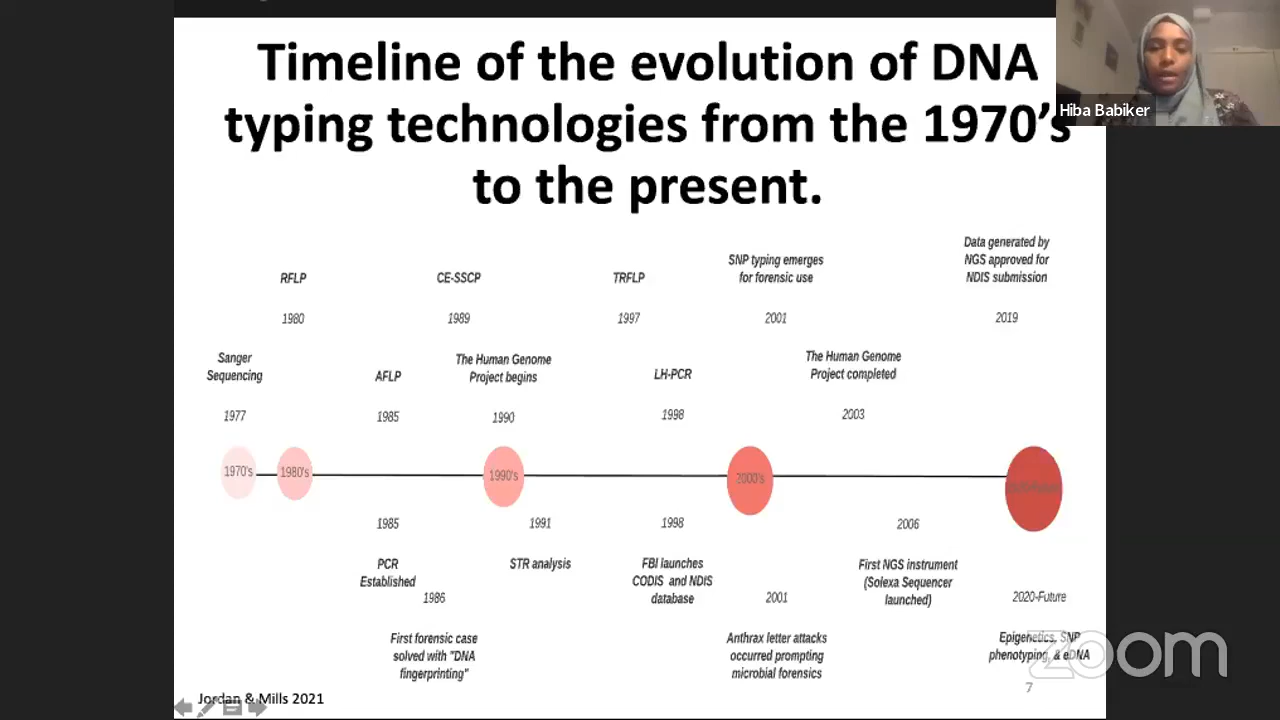 Timeline of the evolution of DNA
typing technologies from the 1970's
to the present.
Hiba Babiker
RFLP
1980
CE-SSCP
1989
TRFLP
1997
SNP typing emerges
for forensic use
2001
Data generated by
NGS approved for
NDIS submission
2019
Sanger
Sequencing
1977
AFLP
1985
The Human Genome
Project begins
1990
LH-PCR
1998
The Human Genome
Project completed
2003
1970's
1980's
1990's
2000's
1985
PCR
Established
1986
First forensic case
solved with "DNA
fingerprinting"
1991
STR analysis
1998
FBI launches
CODIS and NDIS
database
2001
Anthrax letter attacks
occurred prompting
microbial forensics
2006
First NGS instrument
(Solexa Sequencer
launched)
2020-Future
Epigenetics, SNP
phenotyping, & eDNA
zoom
7
Jordan & Mills 2021